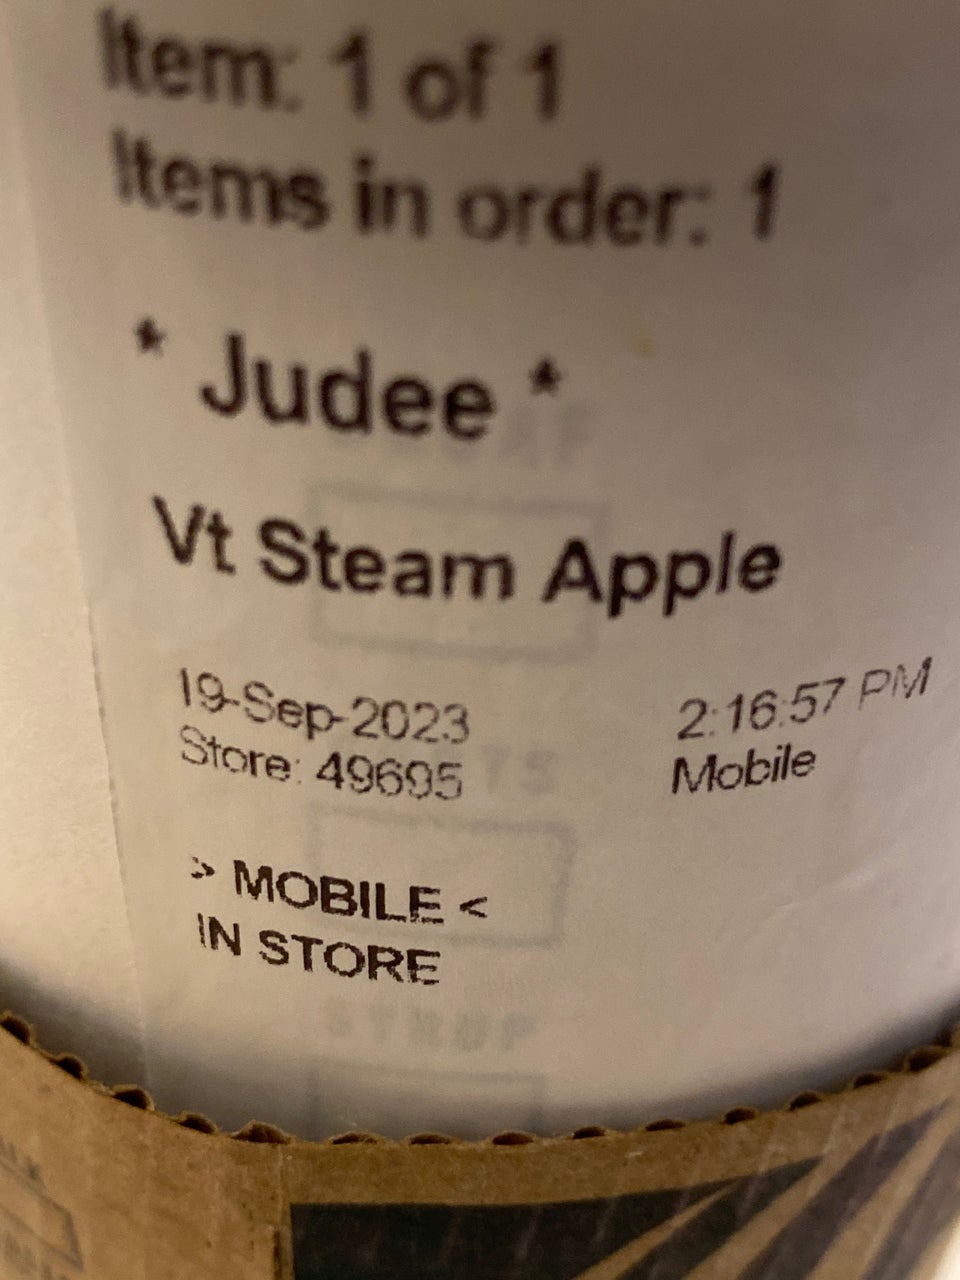 Item: 1 of 1
Items in order: 1
* Judee *
Vt Steam Apple
19-Sep-2023 2:16:57 PM
Store: 49695 Mobile
> MOBILE <
IN STORE
SYRUP